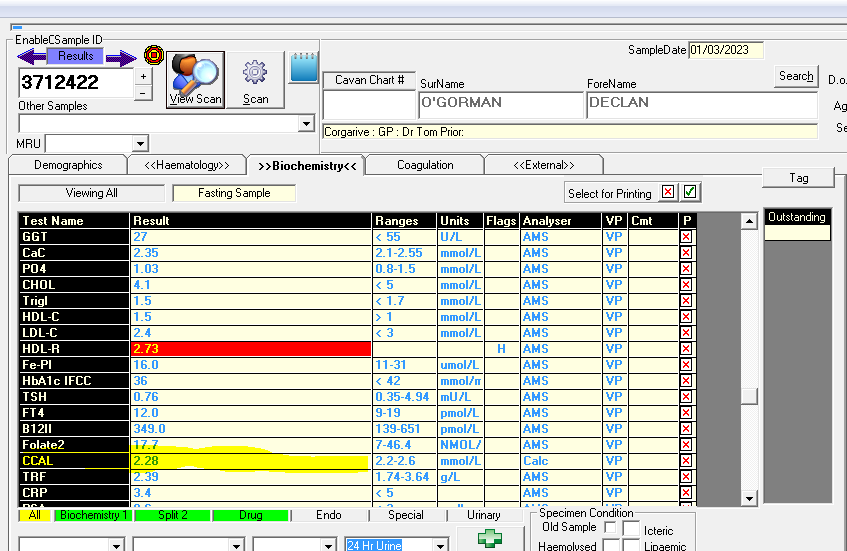 EnableCSample ID
Results
3712422
+
-
View Scan
Scan
Other Samples
MRU
SampleDate 01/03/2023
Cavan Chart # SurName ForeName Search D.o.
O'GORMAN DECLAN Ag
Corgarive : GP : Dr Tom Prior: Se
Demographics <<Haematology>> >>Biochemistry<< Coagulation <<External>>
Viewing All Fasting Sample Select for Printing Tag
Outstanding
Test Name Result Ranges Units Flags Analyser VP Cmt P
GGT 27 < 55 U/L AMS VP
CaC 2.35 2.1-2.55 mmol/L AMS VP
PO4 1.03 0.8-1.5 mmol/L AMS VP
CHOL 4.1 < 5 mmol/L AMS VP
Trigl 1.5 < 1.7 mmol/L AMS VP
HDL-C 1.5 > 1 mmol/L AMS VP
LDL-C 2.4 < 3 mmol/L AMS VP
HDL-R 2.73 H AMS VP
Fe-Pl 16.0 11-31 umol/L AMS VP
HbA1c IFCC 36 < 42 mmol/m AMS VP
TSH 0.76 0.35-4.94 mU/L AMS VP
FT4 12.0 9-19 pmol/L AMS VP
B12II 349.0 139-651 pmol/L AMS VP
Folate2 17.7 7-46.4 NMOL/ AMS VP
CCAL 2.28 2.2-2.6 mmol/L Calc VP
TRF 2.39 1.74-3.64 g/L AMS VP
CRP 3.4 < 5 mmol/L AMS VP
All Biochemistry 1 Split 2 Drug Endo Special Urinary
Specimen Condition
Old Sample Icteric
Haemolysed Lipaemic
24 Hr Urine